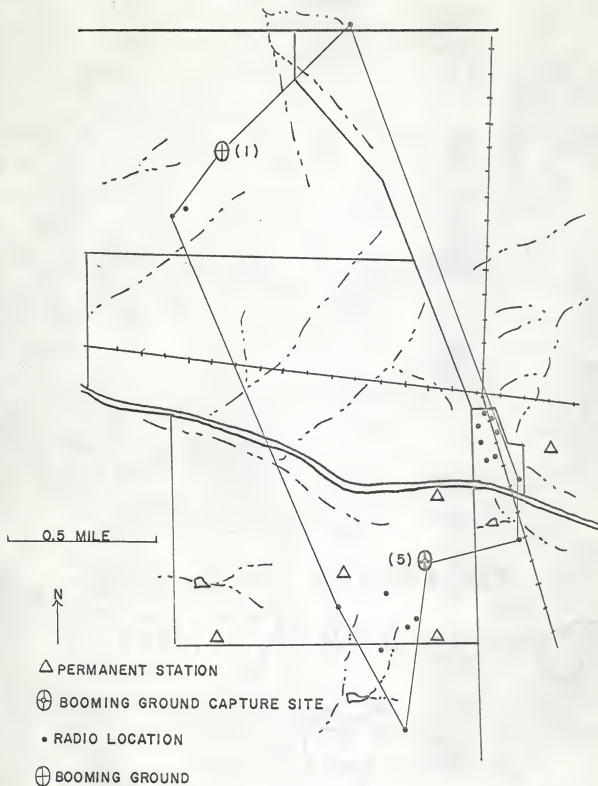 (1)
(5)
0.5 MILE
N
PERMANENT STATION
BOOMING GROUND CAPTURE SITE
RADIO LOCATION
BOOMING GROUND